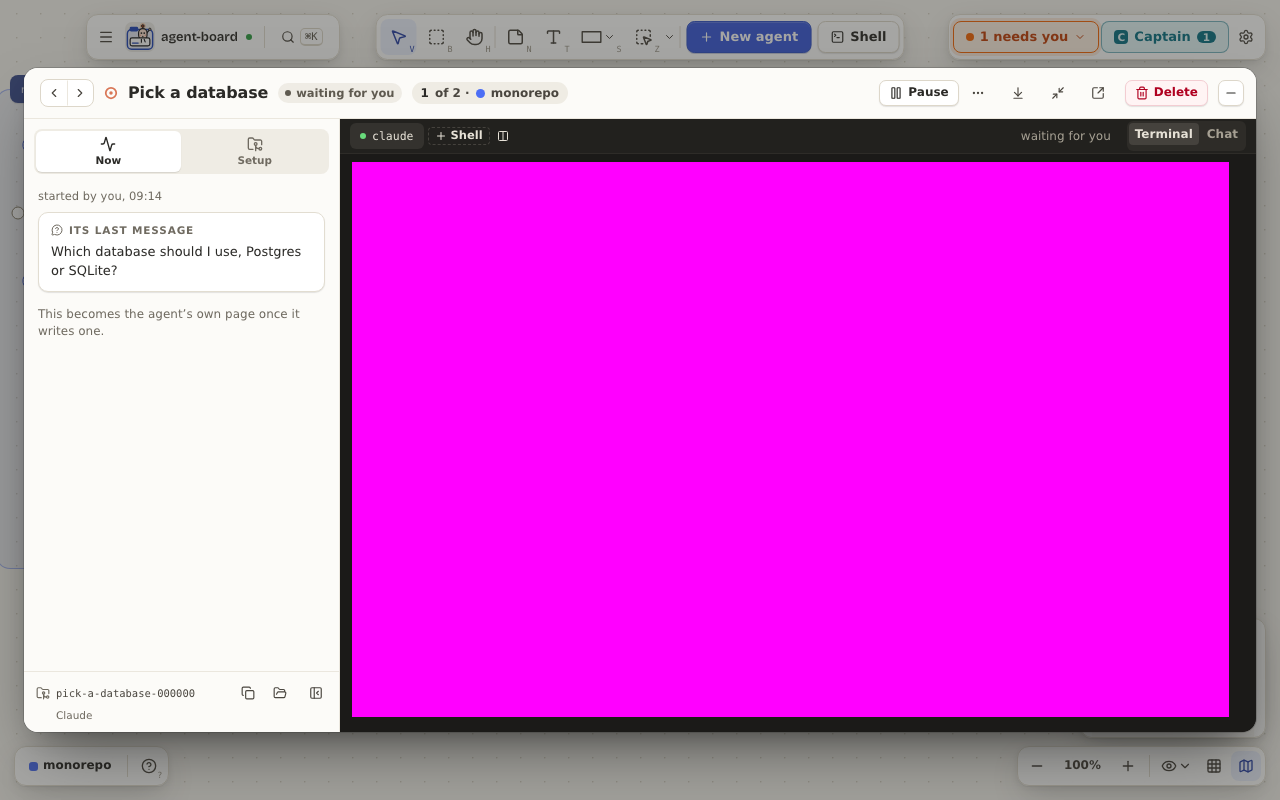 agent-board
⌘K
V
B
H
N
T
S
Z
New agent
Shell
1 needs you
C Captain 1
Pick a database
waiting for you
1 of 2 · monorepo
Pause
Delete
Now
Setup
claude
Shell
waiting for you
Terminal
Chat
started by you, 09:14
ITS LAST MESSAGE
Which database should I use, Postgres
or SQLite?
This becomes the agent’s own page once it
writes one.
pick-a-database-000000
Claude
monorepo
?
100%